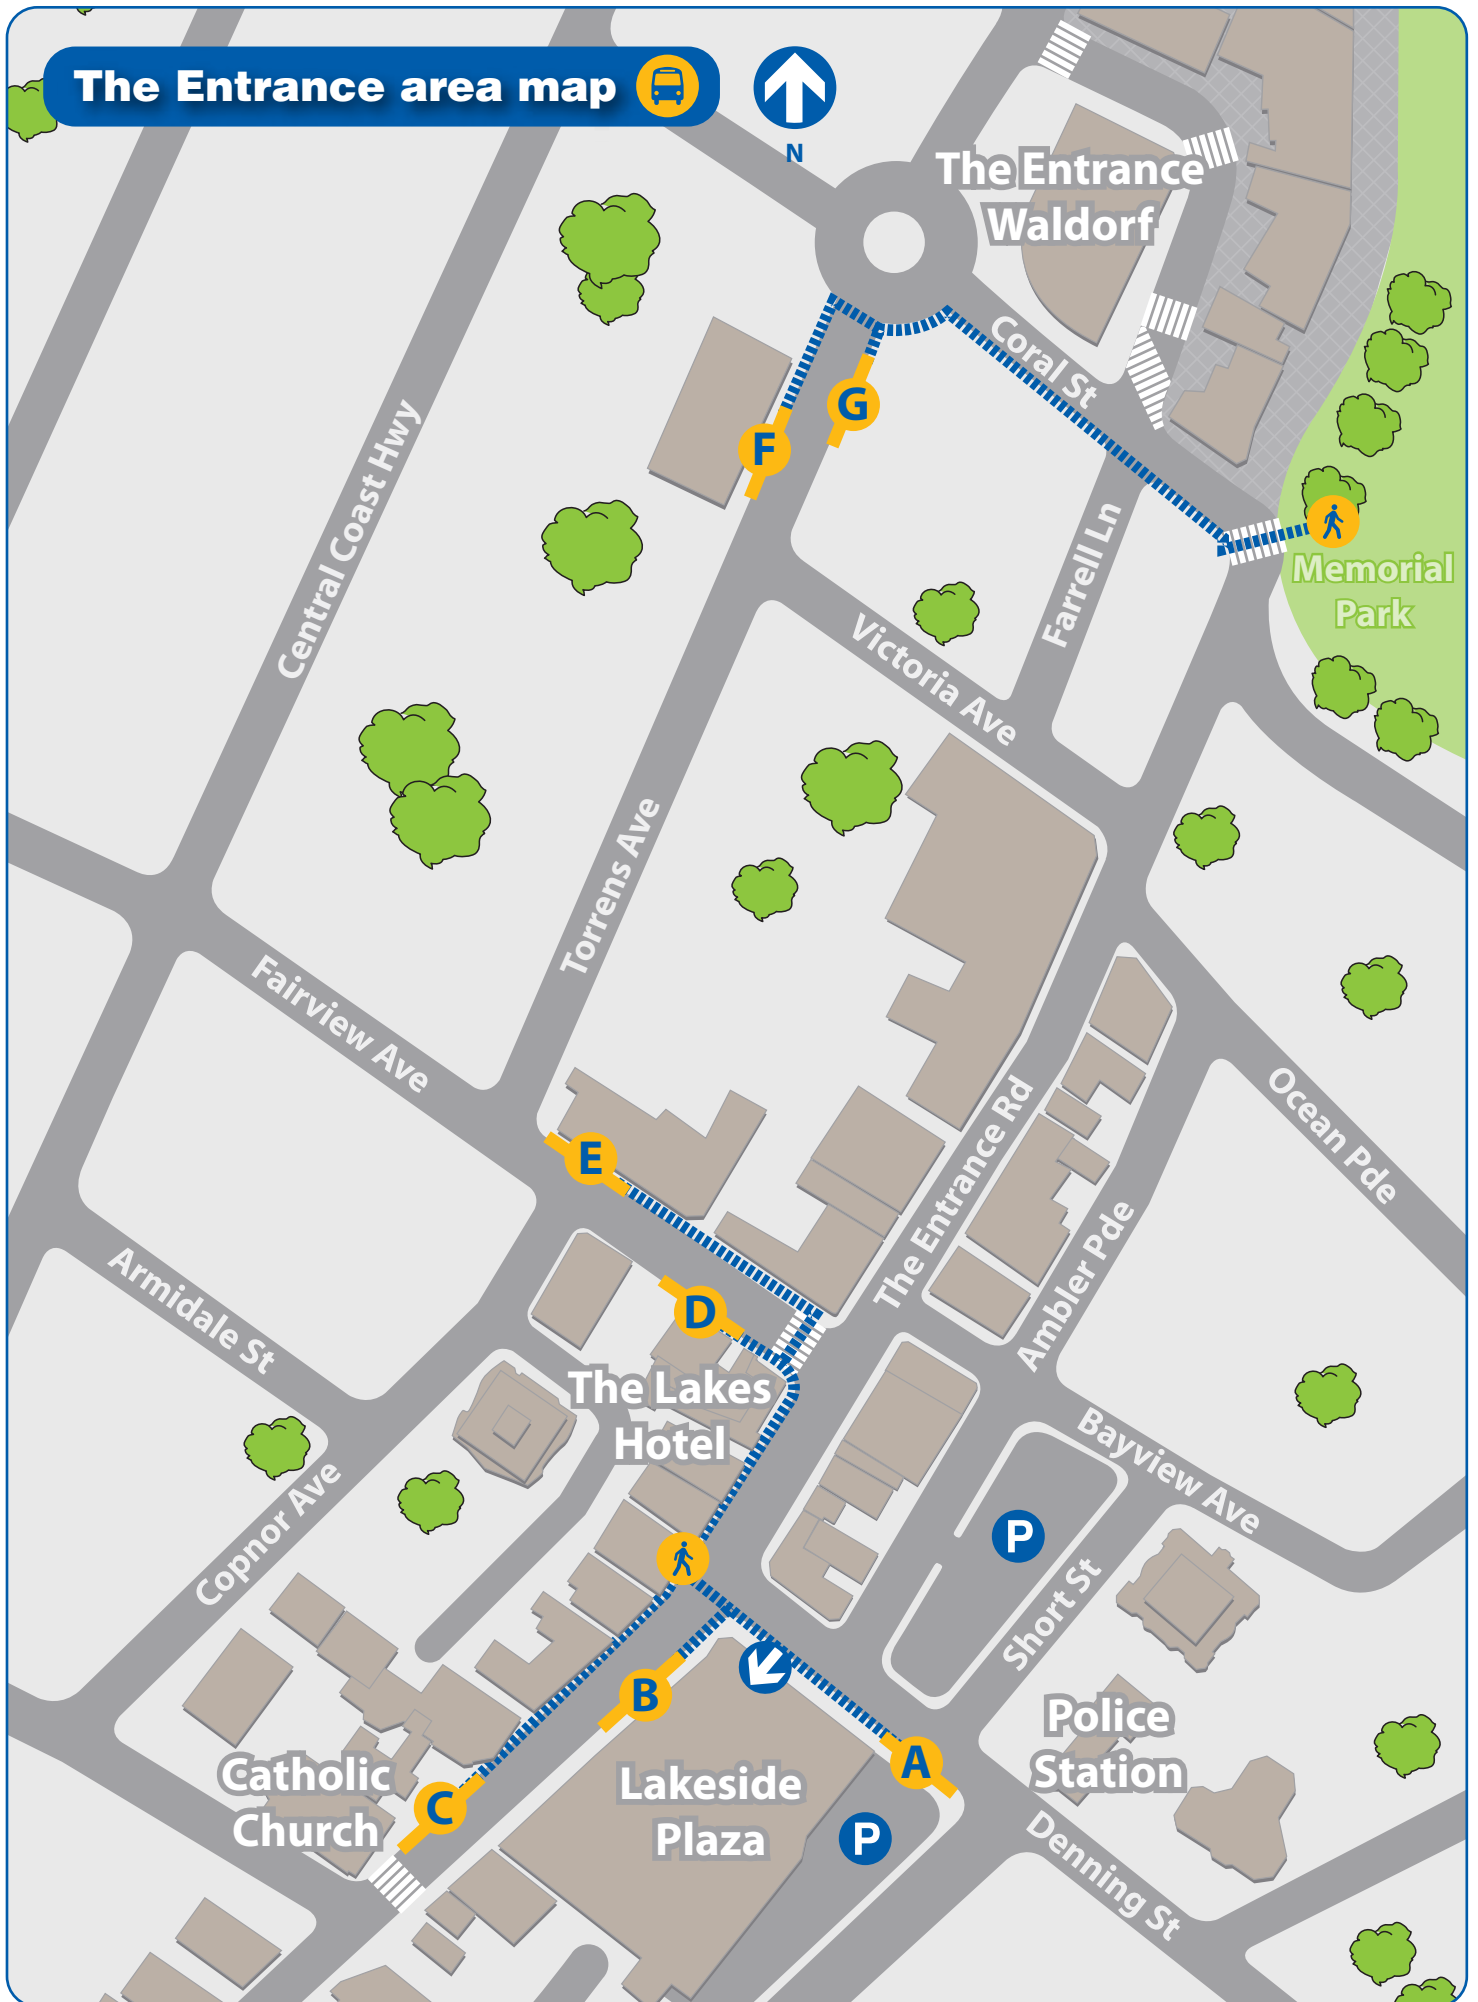 The Entrance area map
N
The Entrance
Waldorf
Coral St
G
F
Central Coast Hwy
Farrell Ln
Memorial
Park
Victoria Ave
Torrens Ave
Fairview Ave
Ocean Pde
The Entrance Rd
E
Ambler Pde
Armidale St
D
The Lakes
Hotel
Bayview Ave
Copnor Ave
P
Short St
B
Police
Station
A
Catholic
Church
C
Lakeside
Plaza
P
Denning St